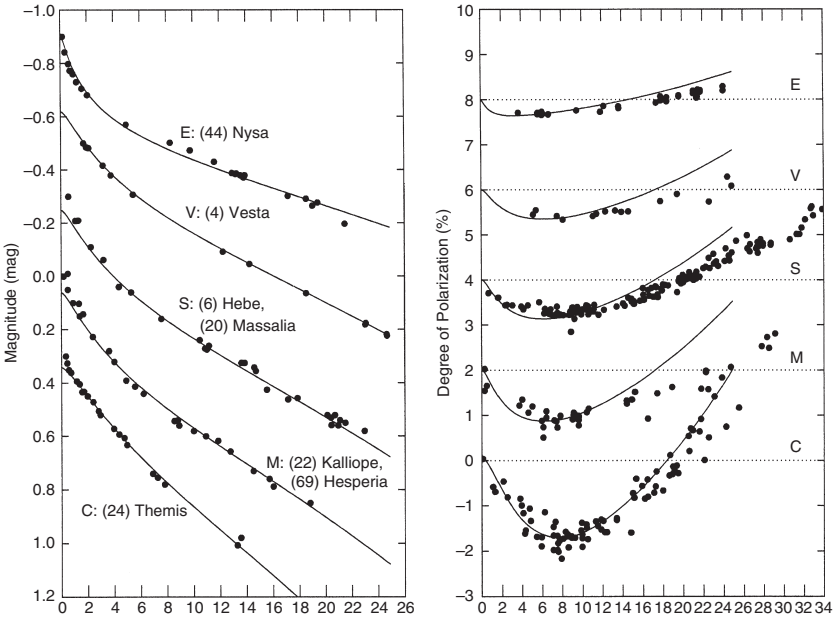 Magnitude (mag)
−1.0
−0.8
−0.6
−0.4
−0.2
0.0
0.2
0.4
0.6
0.8
1.0
1.2
E: (44) Nysa
V: (4) Vesta
S: (6) Hebe,
(20) Massalia
M: (22) Kalliope,
(69) Hesperia
C: (24) Themis
0 2 4 6 8 10 12 14 16 18 20 22 24 26
Degree of Polarization (%)
10
9
8
7
6
5
4
3
2
1
0
−1
−2
−3
E
V
S
M
C
0 2 4 6 8 10 12 14 16 18 20 22 24 26 28 30 32 34